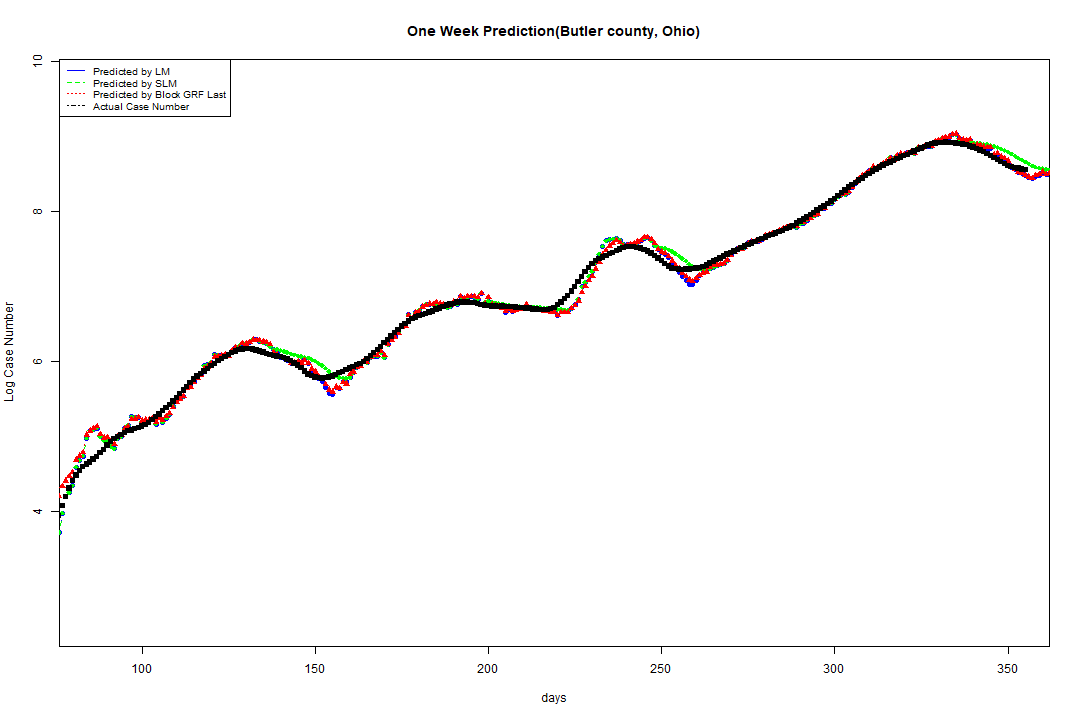 One Week Prediction(Butler county, Ohio)
Predicted by LM
Predicted by SLM
Predicted by Block GRF Last
Actual Case Number
10
8
6
4
Log Case Number
100 150 200 250 300 350
days